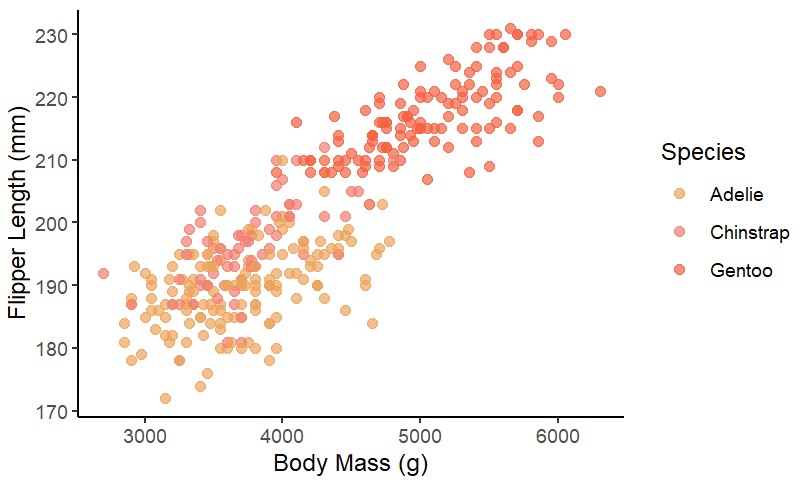 Flipper Length (mm)
230
220
210
200
190
180
170
3000 4000 5000 6000
Body Mass (g)
Species
Adelie
Chinstrap
Gentoo